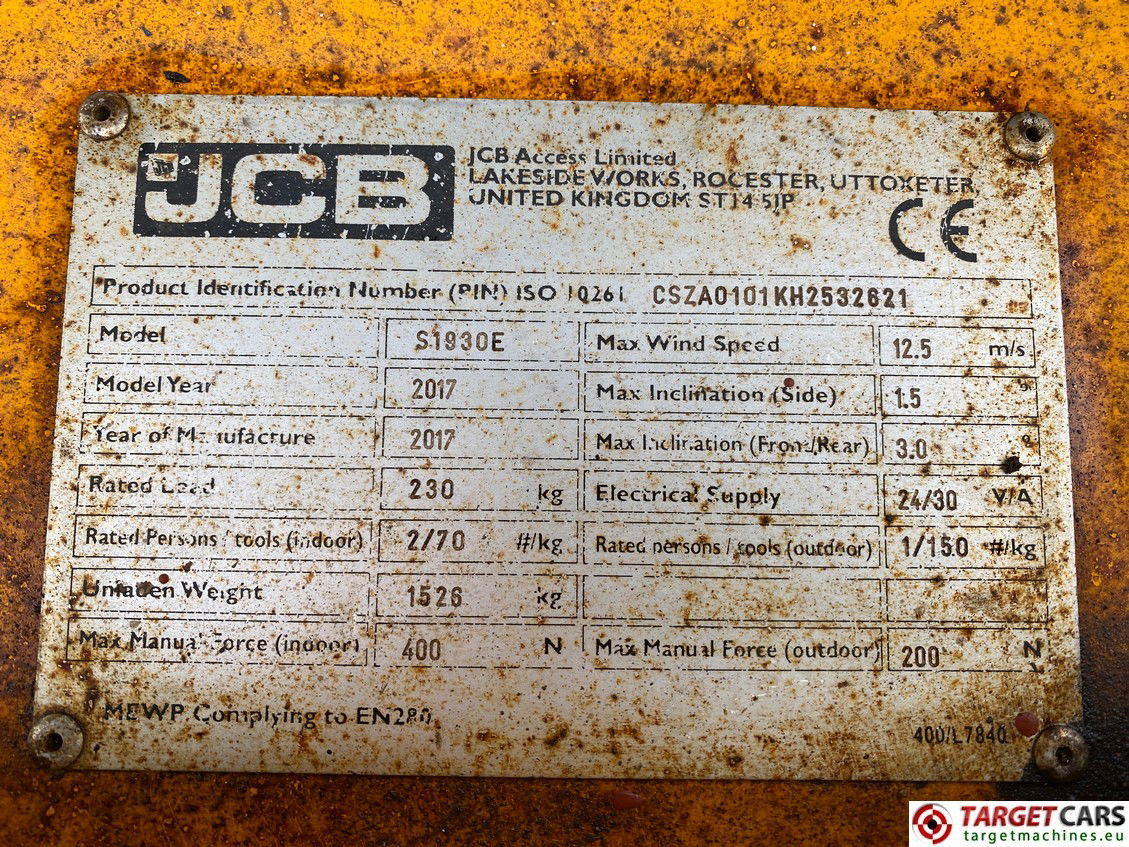 JCB
JCB Access Limited
LAKESIDE WORKS, ROCESTER, UTTOXETER,
UNITED KINGDOM ST14 5JP
CE
Product Identification Number (PIN) ISO 10261 CSZA0101KH2532621
Model S1930E Max Wind Speed 12.5 m/s
Model Year 2017 Max Inclination (Side) 1.5 °
Year of Manufacture 2017 Max Inclination (Front/Rear) 3.0 °
Rated Load 230 kg Electrical Supply 24/30 V/A
Rated Persons / tools (indoor) 2/70 #/kg Rated persons / tools (outdoor) 1/150 #/kg
Unladen Weight 1526 kg
Max Manual Force (indoor) 400 N Max Manual Force (outdoor) 200 N
MEWP Complying to EN280
400/L7840
TARGETCARS
targetmachines.eu